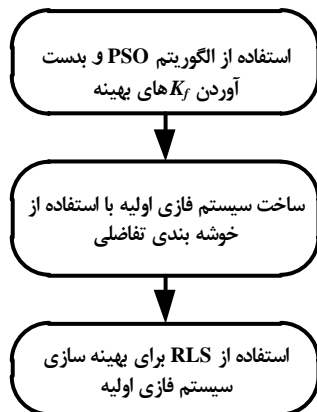 استفاده از الگوریتم PSO و بدست
آوردن Kf های بهینه
ساخت سیستم فازی اولیه با استفاده از
خوشه بندی تفاضلی
استفاده از RLS برای بهینه سازی
سیستم فازی اولیه